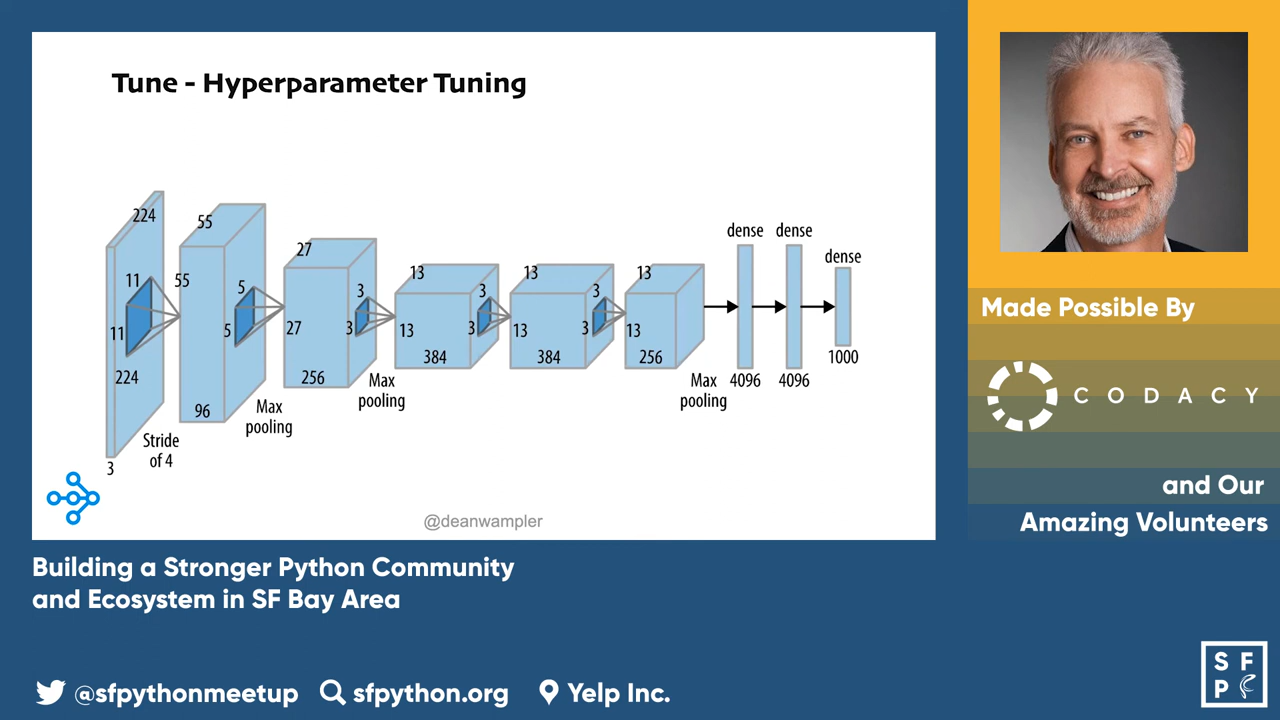 Tune - Hyperparameter Tuning
224
55
27
13
13
13
dense
dense
dense
11
55
5
3
3
3
11
5
27
3
13
3
13
3
13
224
96
256
384
384
256
1000
Stride
of 4
Max
pooling
Max
pooling
Max
pooling
4096
4096
3
@deanwampler
Made Possible By
CODACY
and Our
Amazing Volunteers
Building a Stronger Python Community
and Ecosystem in SF Bay Area
@sfpythonmeetup
sfpython.org
Yelp Inc.
S F
P